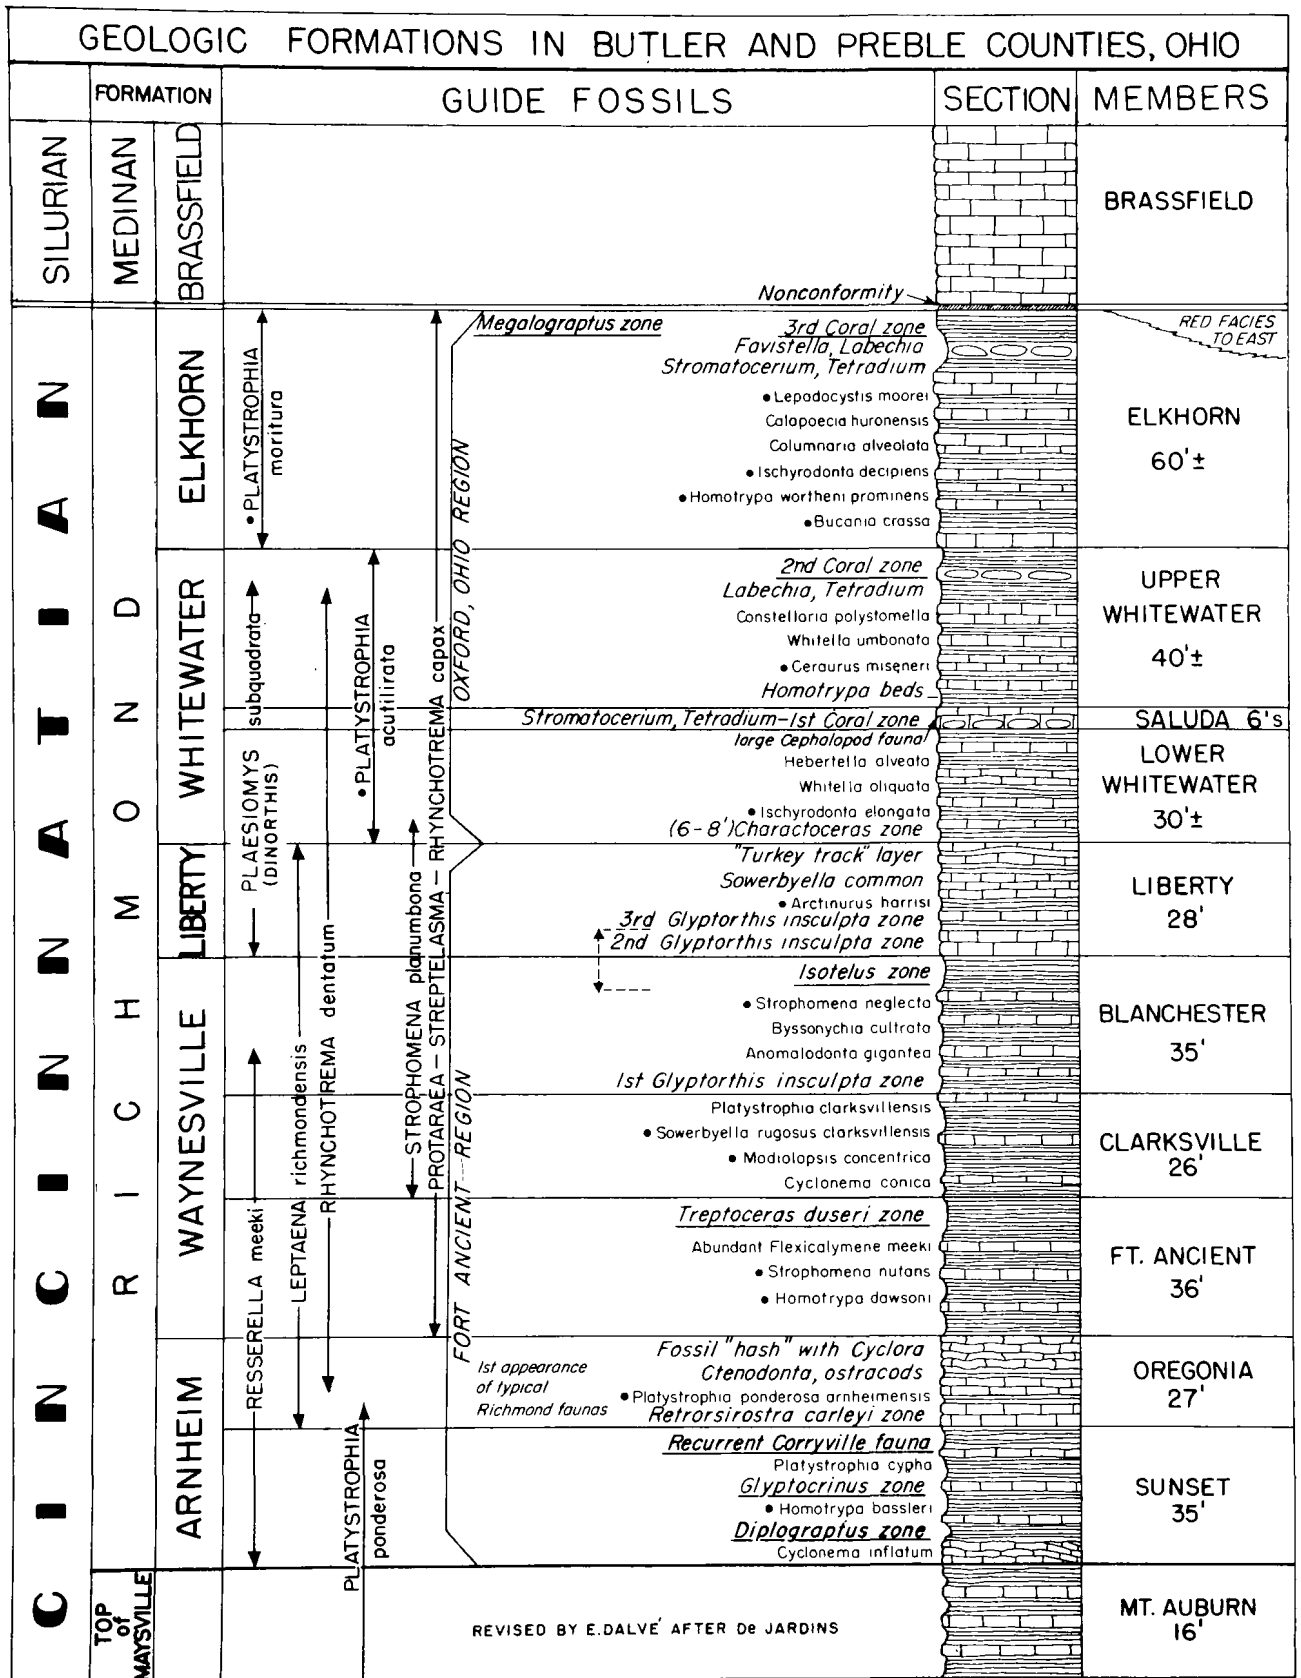 GEOLOGIC FORMATIONS IN BUTLER AND PREBLE COUNTIES, OHIO
FORMATION
GUIDE FOSSILS
SECTION
MEMBERS
SILURIAN
MEDINAN
BRASSFIELD
BRASSFIELD
Nonconformity
CINCINNATIAN
RICHMOND
TOP of MAYSVILLE
ELKHORN
WHITEWATER
LIBERTY
WAYNESVILLE
ARNHEIM
• PLATYSTROPHIA
moritura
subquadrata
PLAESIOMYS
(DINORTHIS)
RESSERELLA meeki
LEPTAENA richmondensis
RHYNCHOTREMA dentatum
• PLATYSTROPHIA
acutilirata
PLATYSTROPHIA
ponderosa
STROPHOMENA planumbona
PROTARAEA - STREPTELASMA - RHYNCHOTREMA capax
OXFORD, OHIO REGION
FORT ANCIENT REGION
Megalograptus zone
3rd Coral zone
Favistella, Labechia
Stromatocerium, Tetradium
• Lepadocystis moorei
Calapoecia huronensis
Columnaria alveolata
• Ischyrodonta decipiens
• Homotrypa wortheni prominens
• Bucania crassa
RED FACIES
TO EAST
ELKHORN
60'±
2nd Coral zone
Labechia, Tetradium
Constellaria polystomella
Whitella umbonata
• Ceraurus miseneri
Homotrypa beds
UPPER
WHITEWATER
40'±
Stromatocerium, Tetradium-1st Coral zone
SALUDA 6's
large Cephalopod fauna
Hebertella alveata
Whitella oliquata
• Ischyrodonta elongata
(6-8')Charactoceras zone
LOWER
WHITEWATER
30'±
"Turkey track" layer
Sowerbyella common
• Arctinurus harrisi
3rd Glyptorthis insculpta zone
2nd Glyptorthis insculpta zone
LIBERTY
28'
Isotelus zone
• Strophomena neglecta
Byssonychia cultrata
Anomalodonta gigantea
1st Glyptorthis insculpta zone
BLANCHESTER
35'
Platystrophia clarksvillensis
• Sowerbyella rugosus clarksvillensis
• Modiolopsis concentrica
Cyclonema conica
CLARKSVILLE
26'
Treptoceras duseri zone
Abundant Flexicalymene meeki
• Strophomena nutans
• Homotrypa dawsoni
FT. ANCIENT
36'
1st appearance
of typical
Richmond faunas
Fossil "hash" with Cyclora
Ctenodonta, ostracods
• Platystrophia ponderosa arnheimensis
Retrorsirostra carleyi zone
OREGONIA
27'
Recurrent Corryville fauna
Platystrophia cypha
Glyptocrinus zone
• Homotrypa bassleri
Diplograptus zone
Cyclonema inflatum
SUNSET
35'
REVISED BY E.DALVÉ AFTER De JARDINS
MT. AUBURN
16'